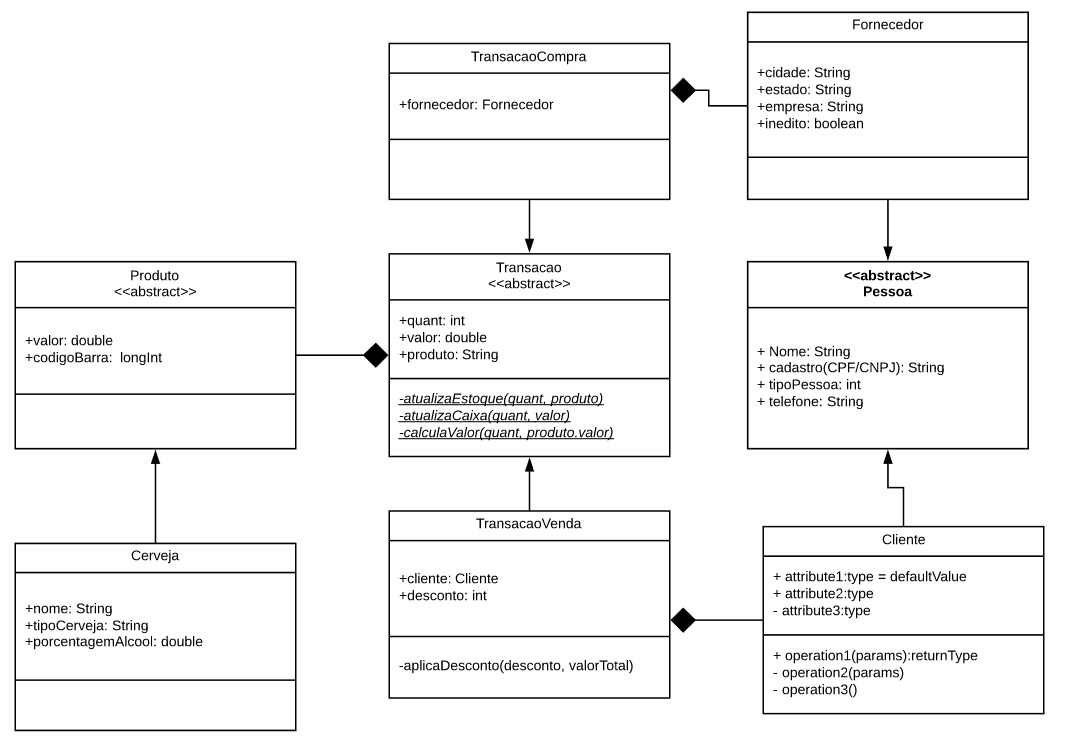 TransacaoCompra
+fornecedor: Fornecedor
Fornecedor
+cidade: String
+estado: String
+empresa: String
+inedito: boolean
Produto
<<abstract>>
+valor: double
+codigoBarra:  longInt
Transacao
<<abstract>>
+quant: int
+valor: double
+produto: String
-atualizaEstoque(quant, produto)
-atualizaCaixa(quant, valor)
-calculaValor(quant, produto.valor)
<<abstract>>
Pessoa
+ Nome: String
+ cadastro(CPF/CNPJ): String
+ tipoPessoa: int
+ telefone: String
Cerveja
+nome: String
+tipoCerveja: String
+porcentagemAlcool: double
TransacaoVenda
+cliente: Cliente
+desconto: int
-aplicaDesconto(desconto, valorTotal)
Cliente
+ attribute1:type = defaultValue
+ attribute2:type
- attribute3:type
+ operation1(params):returnType
- operation2(params)
- operation3()